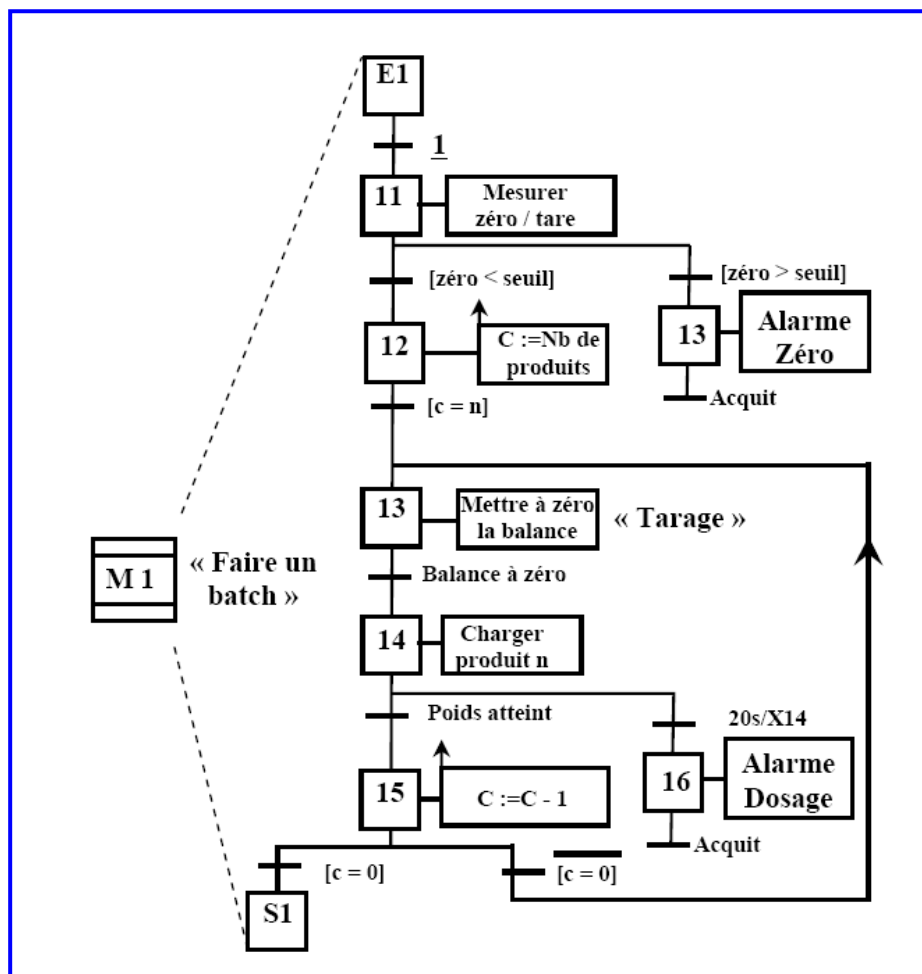 E1
1
11
Mesurer
zéro / tare
[zéro < seuil]
[zéro > seuil]
12
C :=Nb de
produits
13
Alarme
Zéro
[c = n]
Acquit
13
Mettre à zéro
la balance
« Tarage »
M 1
« Faire un
batch »
Balance à zéro
14
Charger
produit n
Poids atteint
20s/X14
15
C :=C - 1
16
Alarme
Dosage
Acquit
[c = 0]
[c = 0]
S1